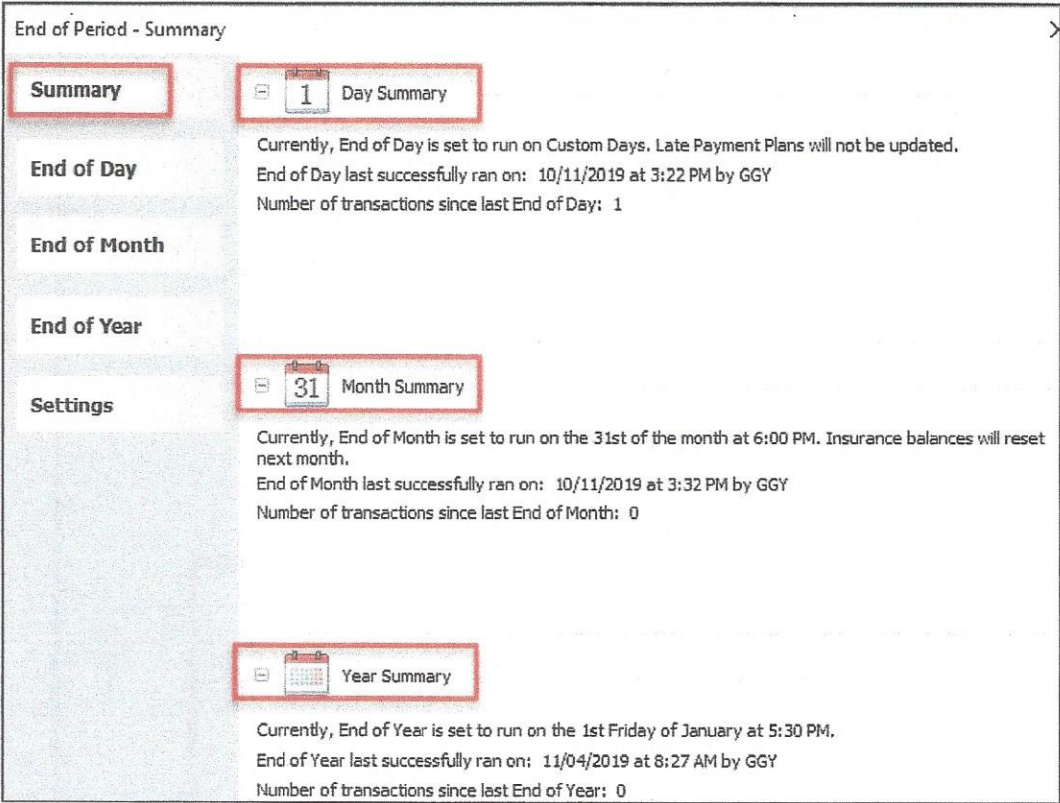 End of Period - Summary
Summary
End of Day
End of Month
End of Year
Settings
1 Day Summary
Currently, End of Day is set to run on Custom Days. Late Payment Plans will not be updated.
End of Day last successfully ran on: 10/11/2019 at 3:22 PM by GGY
Number of transactions since last End of Day: 1
31 Month Summary
Currently, End of Month is set to run on the 31st of the month at 6:00 PM. Insurance balances will reset
next month.
End of Month last successfully ran on: 10/11/2019 at 3:32 PM by GGY
Number of transactions since last End of Month: 0
Year Summary
Currently, End of Year is set to run on the 1st Friday of January at 5:30 PM.
End of Year last successfully ran on: 11/04/2019 at 8:27 AM by GGY
Number of transactions since last End of Year: 0